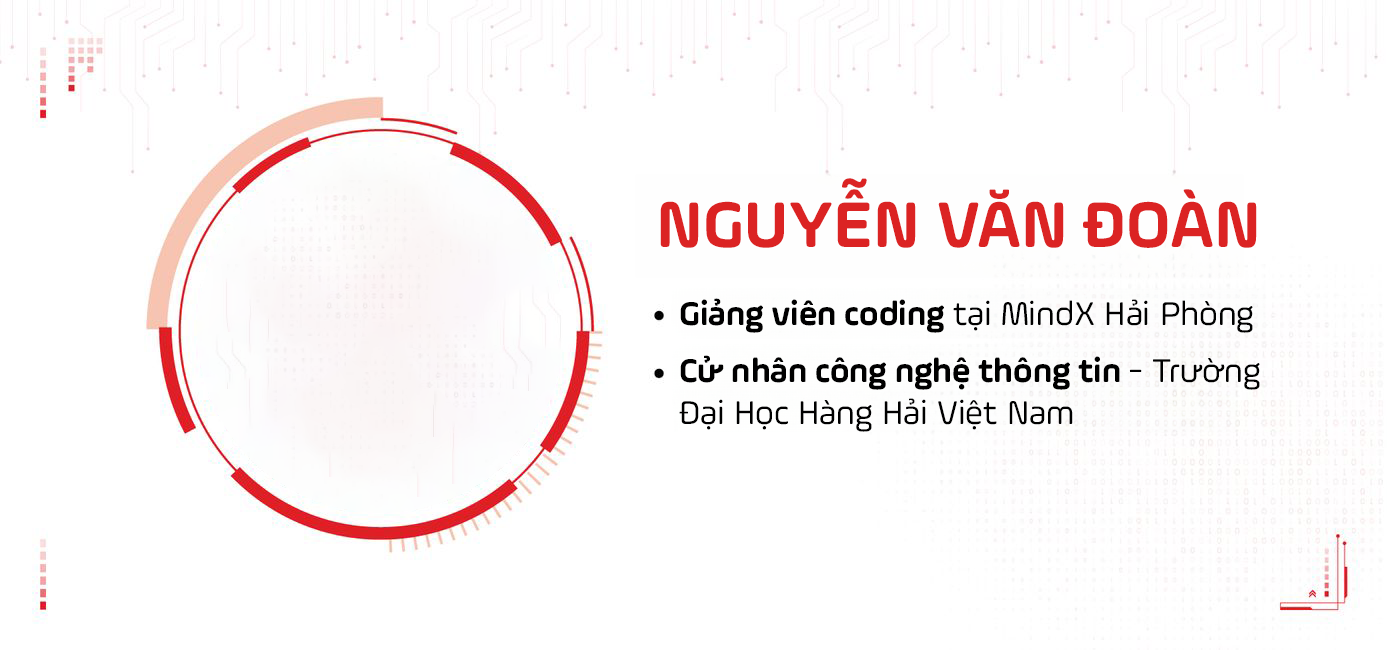 NGUYỄN VĂN ĐOÀN
• Giảng viên coding tại MindX Hải Phòng
• Cử nhân công nghệ thông tin - Trường
Đại Học Hàng Hải Việt Nam